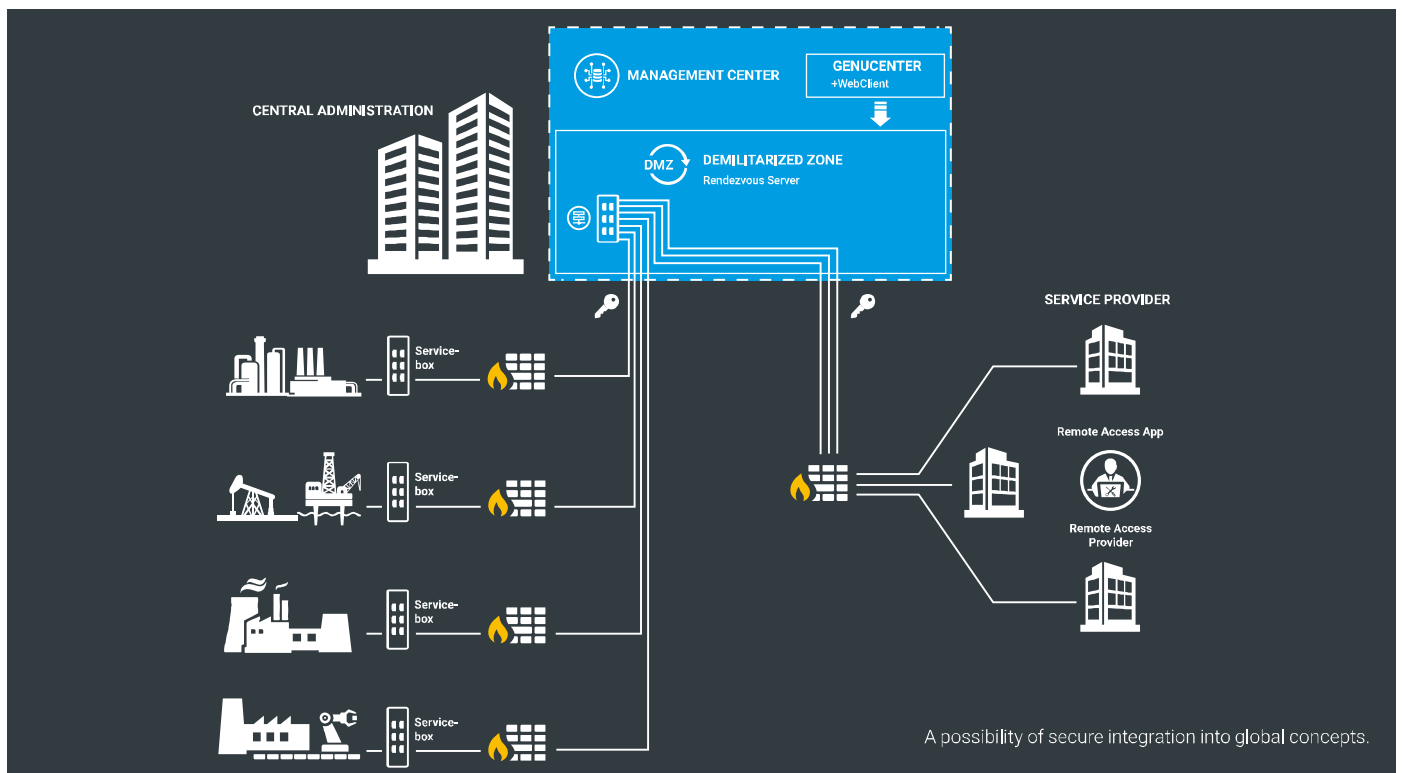 MANAGEMENT CENTER
GENUCENTER
+WebClient
CENTRAL ADMINISTRATION
DMZ
DEMILITARIZED ZONE
Rendezvous Server
SERVICE PROVIDER
Service-
box
Remote Access App
Service-
box
Remote Access
Provider
Service-
box
Service-
box
A possibility of secure integration into global concepts.